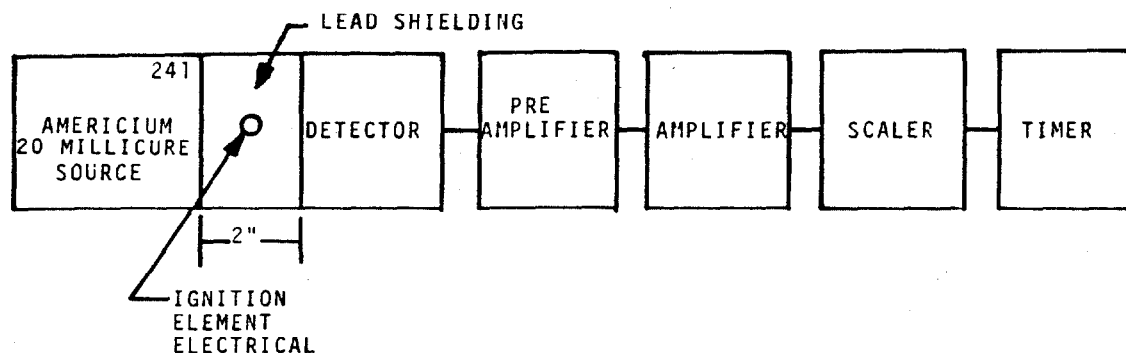 LEAD SHIELDING
241
AMERICIUM
20 MILLICURE
SOURCE
DETECTOR
PRE
AMPLIFIER
AMPLIFIER
SCALER
TIMER
2"
IGNITION
ELEMENT
ELECTRICAL